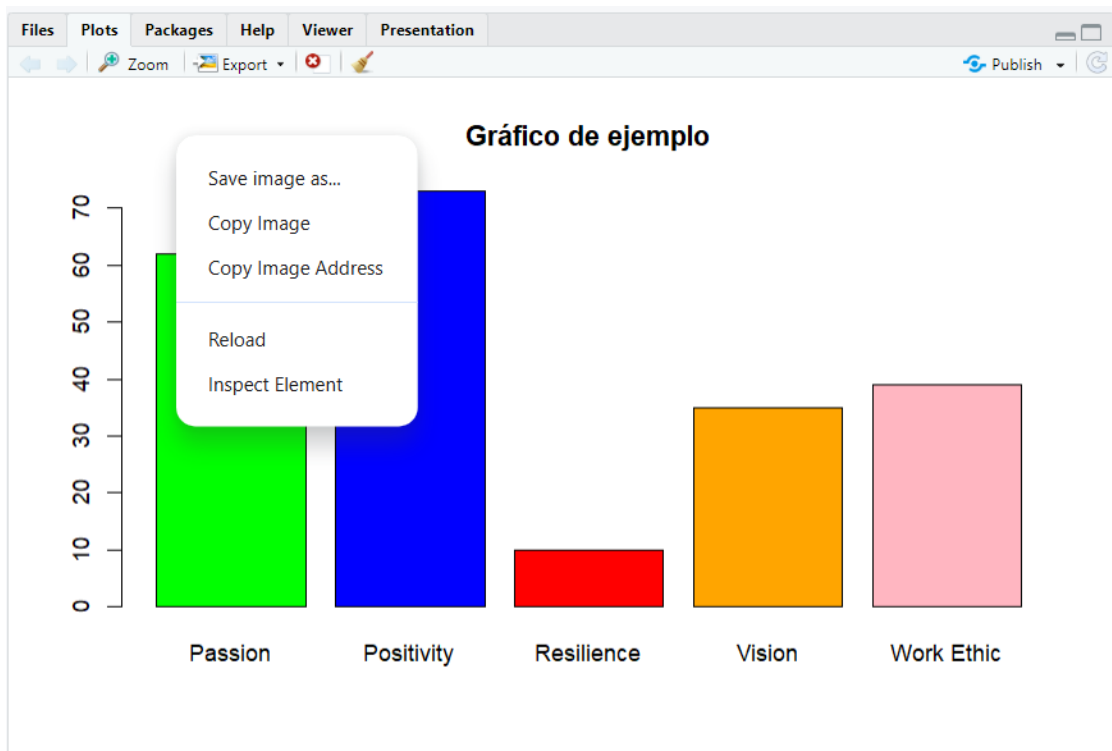 Files Plots Packages Help Viewer Presentation
Zoom Export Publish
Gráfico de ejemplo
Save image as...
Copy Image
Copy Image Address
Reload
Inspect Element
70
60
50
40
30
20
10
0
Passion Positivity Resilience Vision Work Ethic